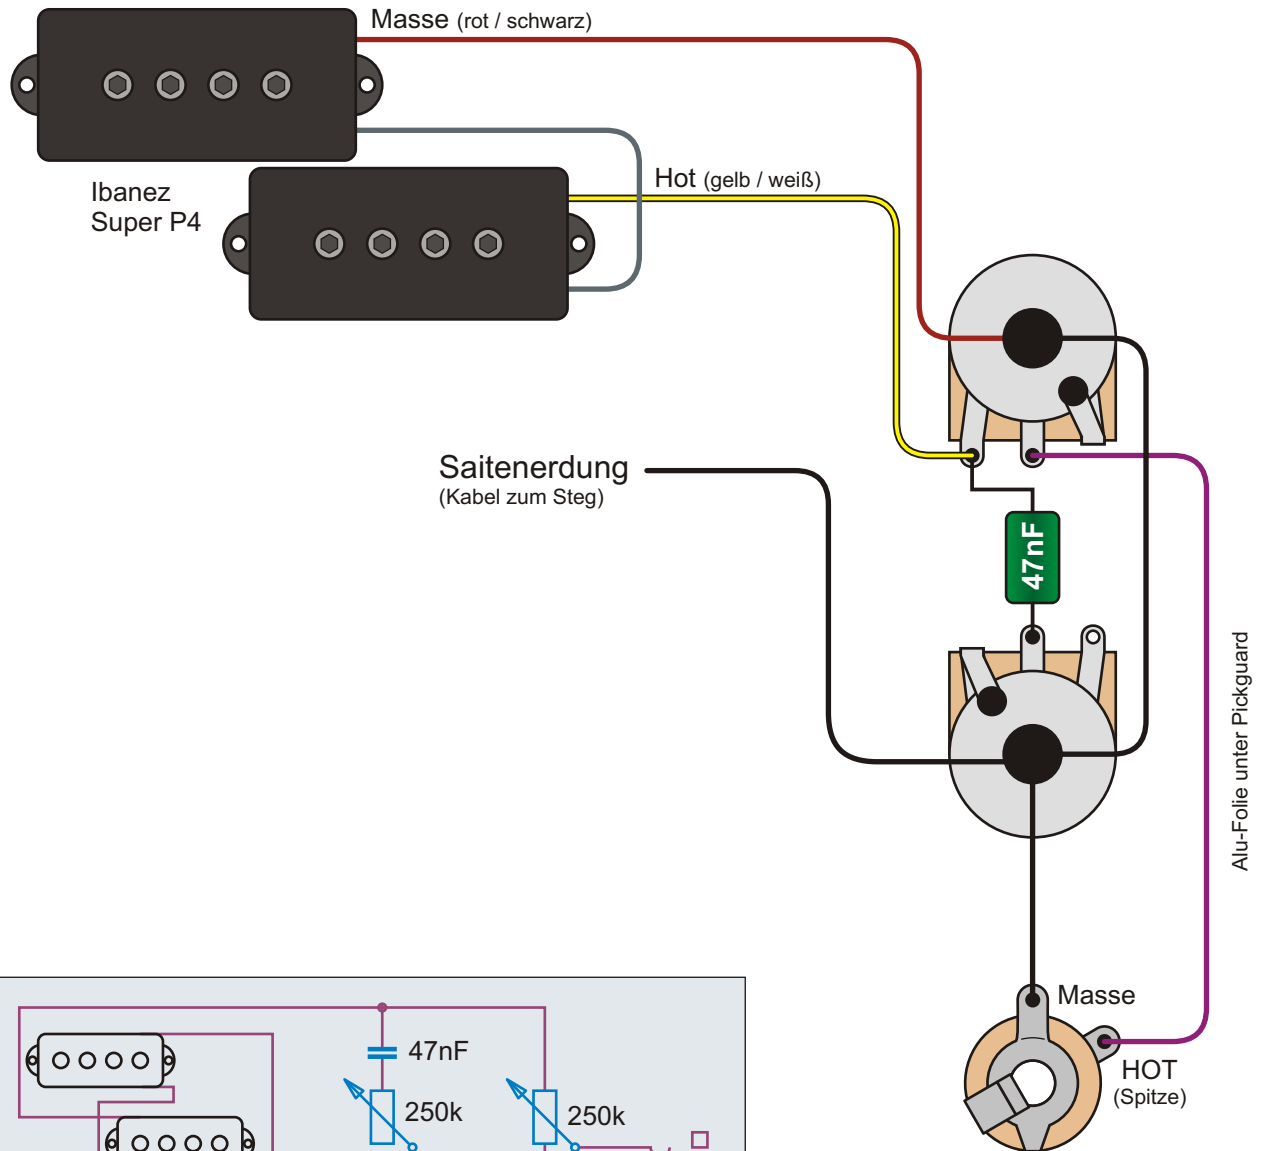 Masse (rot / schwarz)
Ibanez
Super P4
Hot (gelb / weiß)
Saitenerdung
(Kabel zum Steg)
47nF
Alu-Folie unter Pickguard
Masse
HOT
(Spitze)
47nF
250k
250k